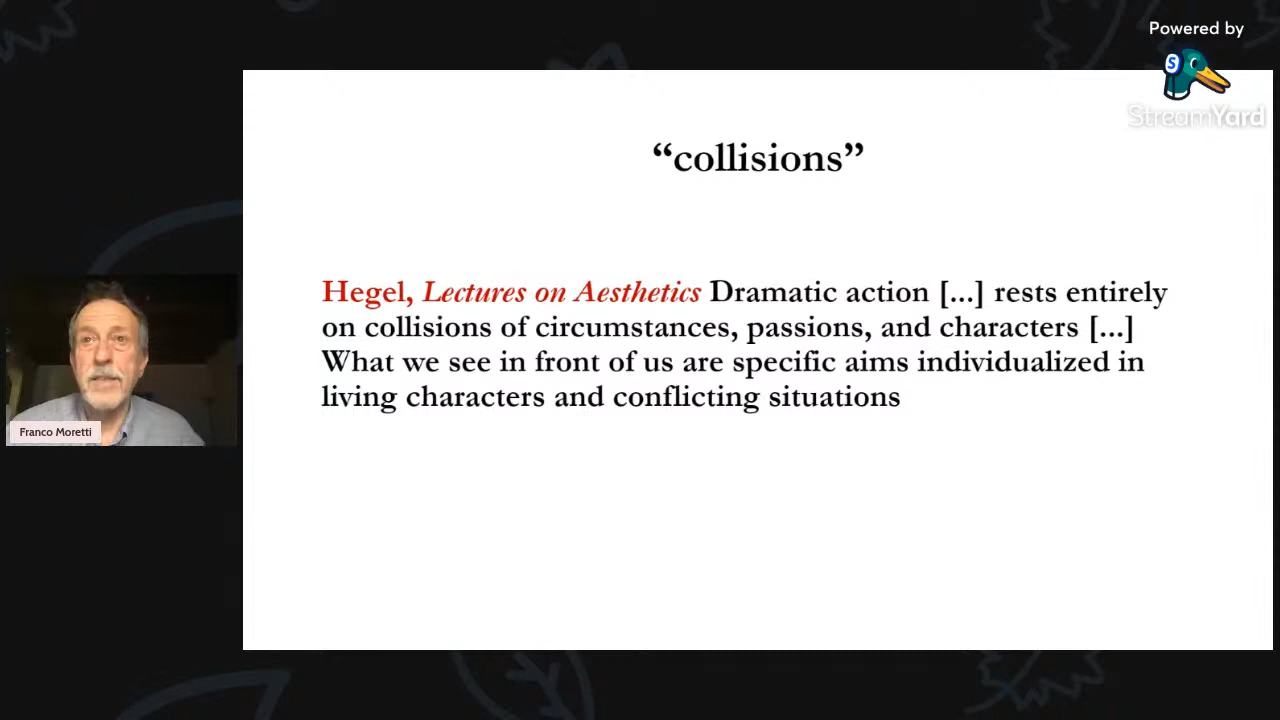 Powered by
S
StreamYard
“collisions”
Hegel, Lectures on Aesthetics Dramatic action [...] rests entirely
on collisions of circumstances, passions, and characters [...]
What we see in front of us are specific aims individualized in
living characters and conflicting situations
Franco Moretti